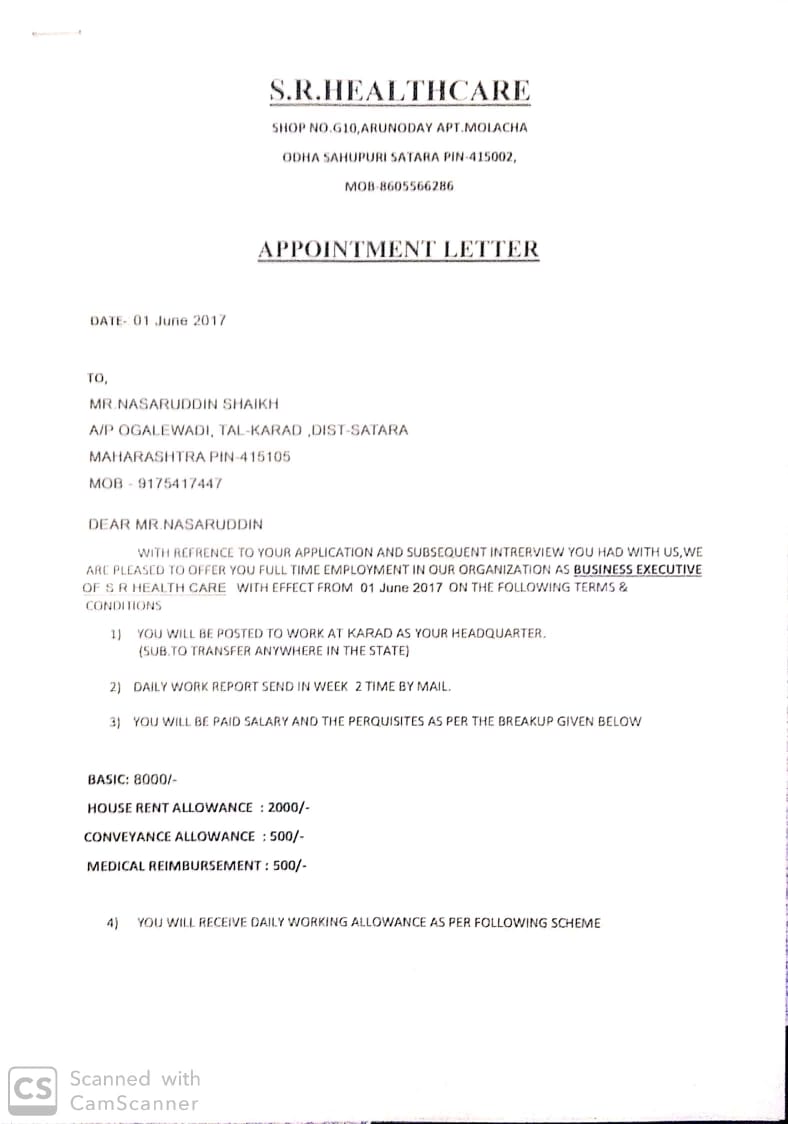 S.R.HEALTHCARE
SHOP NO.G10,ARUNODAY APT.MOLACHA
ODHA SAHUPURI SATARA PIN-415002,
MOB-8605566286
APPOINTMENT LETTER
DATE- 01 June 2017
TO,
MR.NASARUDDIN SHAIKH
A/P OGALEWADI, TAL-KARAD ,DIST-SATARA
MAHARASHTRA PIN-415105
MOB - 9175417447
DEAR MR.NASARUDDIN
WITH REFRENCE TO YOUR APPLICATION AND SUBSEQUENT INTRERVIEW YOU HAD WITH US,WE
ARE PLEASED TO OFFER YOU FULL TIME EMPLOYMENT IN OUR ORGANIZATION AS BUSINESS EXECUTIVE
OF S R HEALTH CARE WITH EFFECT FROM 01 June 2017 ON THE FOLLOWING TERMS &
CONDITIONS
1) YOU WILL BE POSTED TO WORK AT KARAD AS YOUR HEADQUARTER.
(SUB.TO TRANSFER ANYWHERE IN THE STATE)
2) DAILY WORK REPORT SEND IN WEEK 2 TIME BY MAIL.
3) YOU WILL BE PAID SALARY AND THE PERQUISITES AS PER THE BREAKUP GIVEN BELOW
BASIC: 8000/-
HOUSE RENT ALLOWANCE : 2000/-
CONVEYANCE ALLOWANCE : 500/-
MEDICAL REIMBURSEMENT : 500/-
4) YOU WILL RECEIVE DAILY WORKING ALLOWANCE AS PER FOLLOWING SCHEME
CS Scanned with
CamScanner